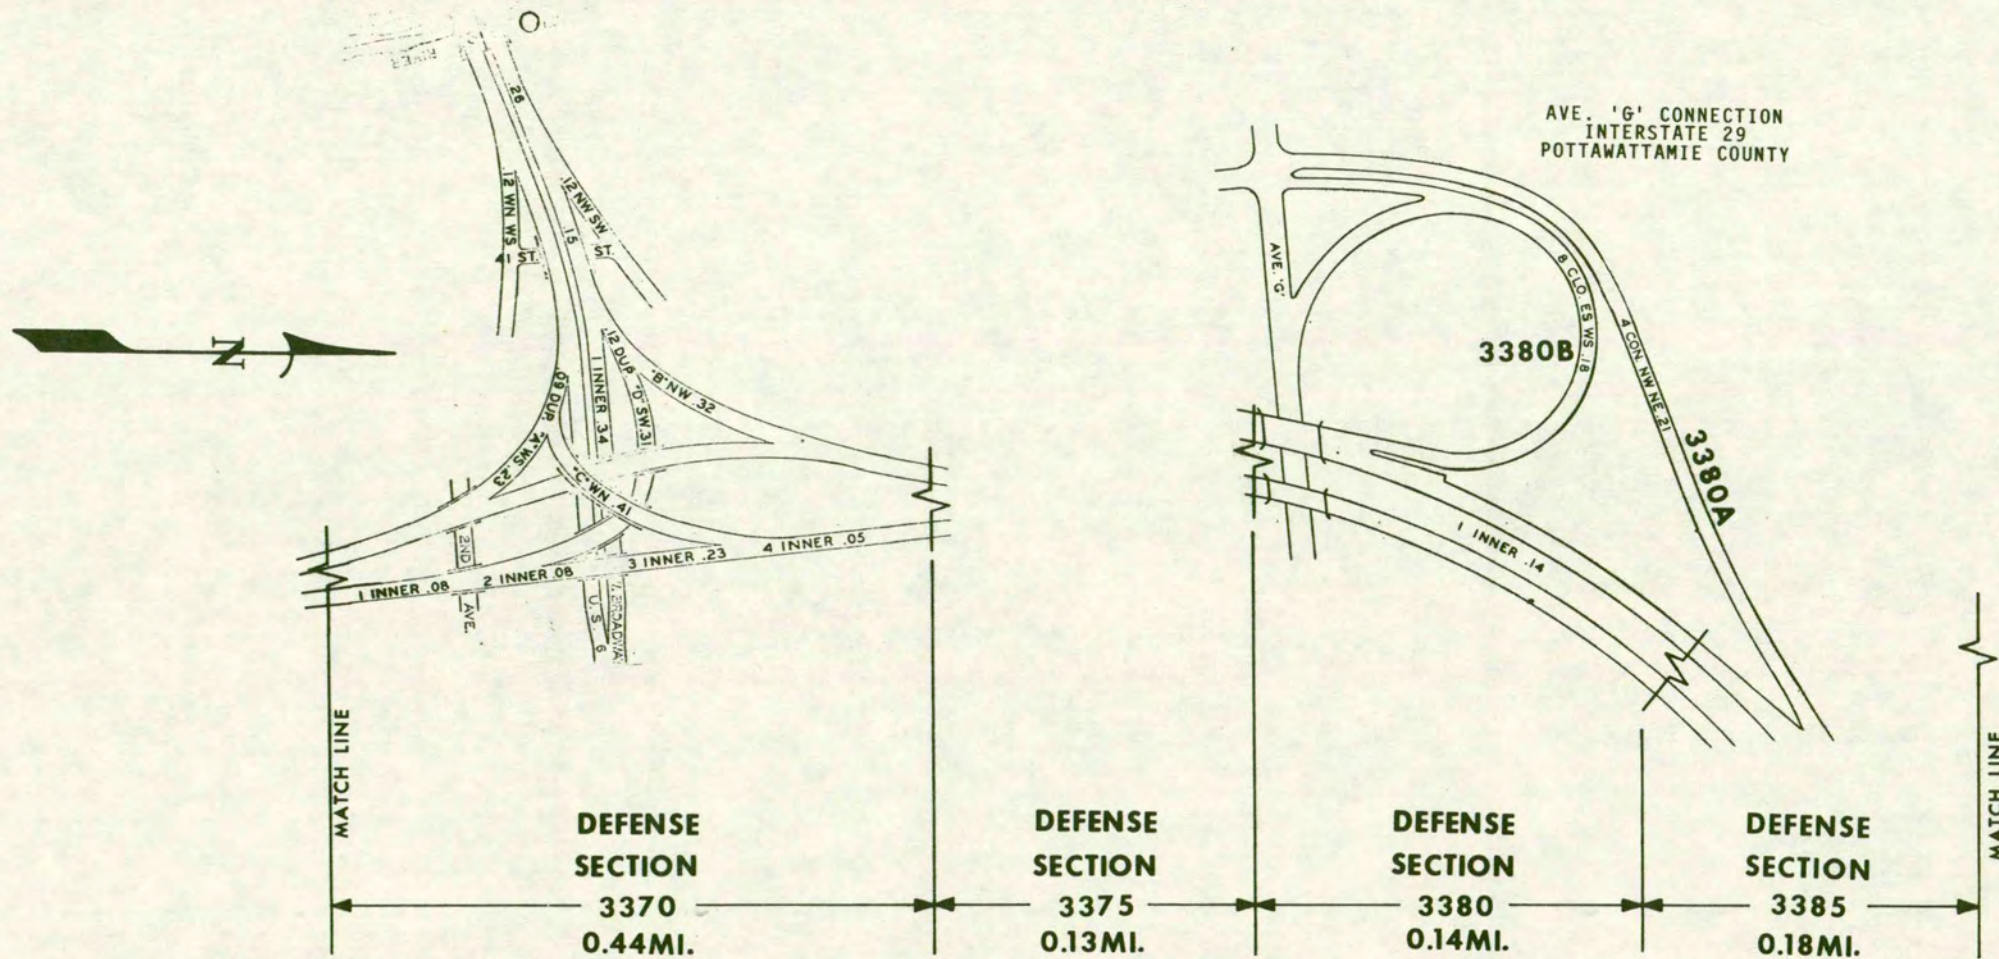 RIVER
.26
.12 WN WS
41 ST.
.12 NW SW
ST.
.15
1 INNER .34
.12 DUP. "D" SW .31
"B" NW .32
.09 DUP. "A" WS .23
"C" WN .41
2ND
AVE.
1 INNER .08
2 INNER .08
3 INNER .23
4 INNER .05
U.S. 6
N
AVE. 'G' CONNECTION
INTERSTATE 29
POTTAWATTAMIE COUNTY
AVE. 'G'
8 CLO. ES WS .18
3380B
4 CON. NW NE .21
3380A
1 INNER .14
MATCH LINE
DEFENSE
SECTION
3370
0.44MI.
DEFENSE
SECTION
3375
0.13MI.
DEFENSE
SECTION
3380
0.14MI.
DEFENSE
SECTION
3385
0.18MI.
MATCH LINE